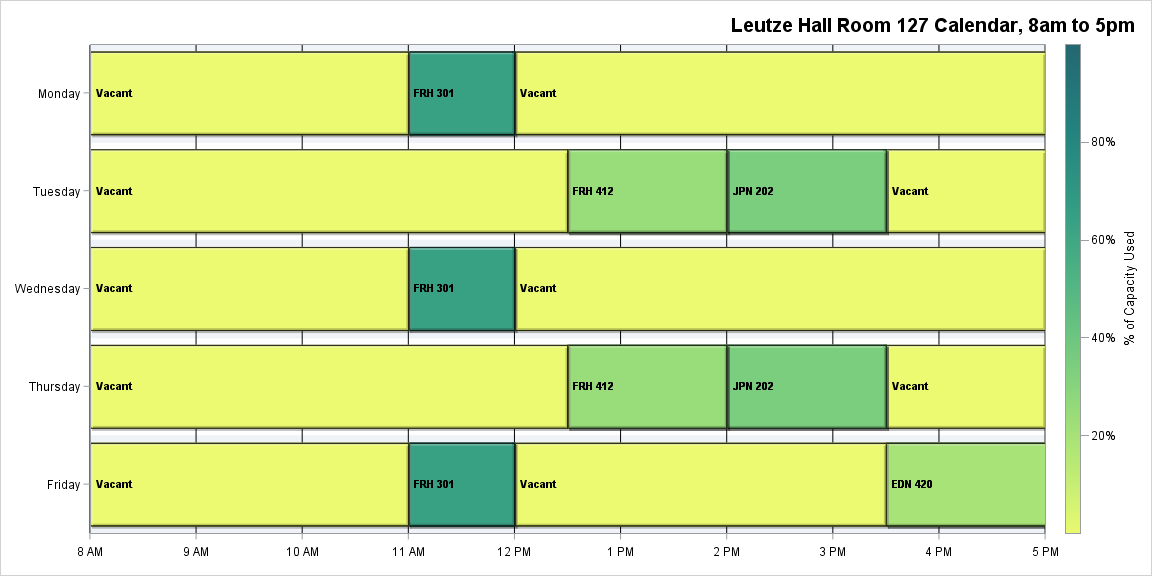 Leutze Hall Room 127 Calendar, 8am to 5pm
Monday
Vacant
FRH 301
Vacant
Tuesday
Vacant
FRH 412
JPN 202
Vacant
Wednesday
Vacant
FRH 301
Vacant
Thursday
Vacant
FRH 412
JPN 202
Vacant
Friday
Vacant
FRH 301
Vacant
EDN 420
8 AM
9 AM
10 AM
11 AM
12 PM
1 PM
2 PM
3 PM
4 PM
5 PM
80%
60%
40%
20%
% of Capacity Used